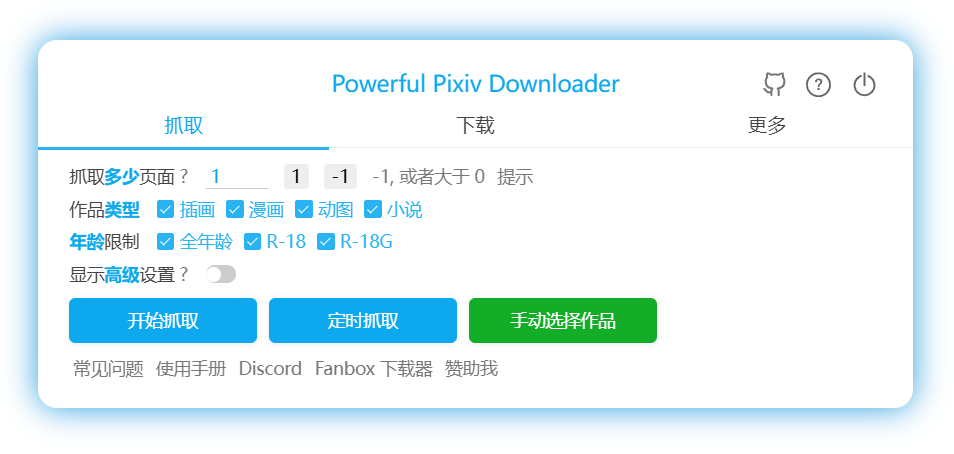 Powerful Pixiv Downloader
抓取 下载 更多
抓取多少页面 ? 1 1 -1 -1, 或者大于 0 提示
作品类型 插画 漫画 动图 小说
年龄限制 全年龄 R-18 R-18G
显示高级设置 ?
开始抓取 定时抓取 手动选择作品
常见问题 使用手册 Discord Fanbox 下载器 赞助我